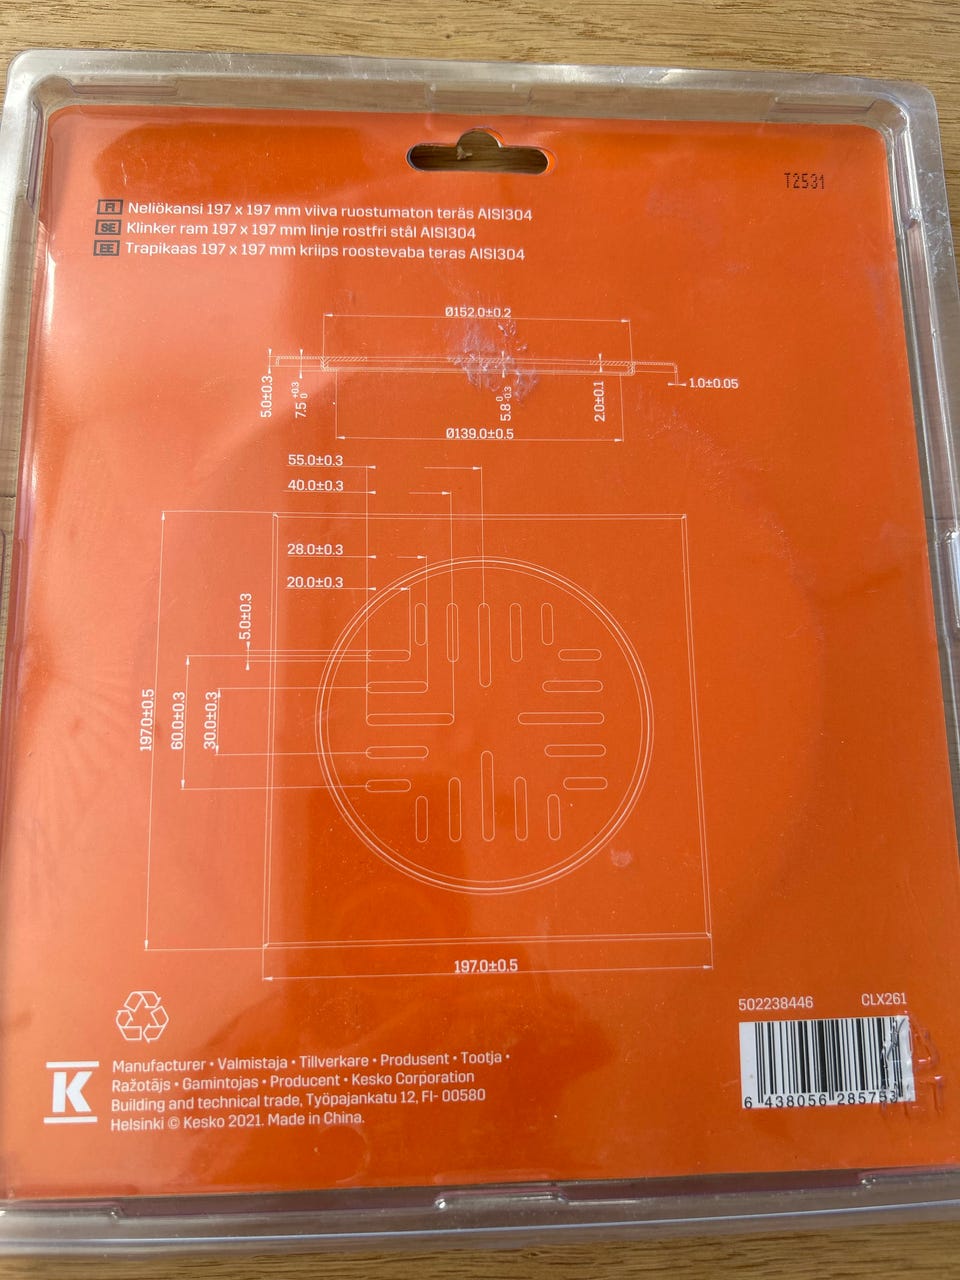 T2531
FI Neliökansi 197 x 197 mm viiva ruostumaton teräs AISI304
SE Klinker ram 197 x 197 mm linje rostfri stål AISI304
EE Trapikaas 197 x 197 mm kriips roostevaba teras AISI304
Ø152.0±0.2
5.0±0.3
7.5 +0.3 0
5.8 0 -0.3
2.0±0.1
1.0±0.05
Ø139.0±0.5
55.0±0.3
40.0±0.3
28.0±0.3
20.0±0.3
5.0±0.3
197.0±0.5
60.0±0.3
30.0±0.3
197.0±0.5
502238446 CLX261
K
Manufacturer • Valmistaja • Tillverkare • Produsent • Tootja •
Ražotājs • Gamintojas • Producent • Kesko Corporation
Building and technical trade, Työpajankatu 12, FI- 00580
Helsinki © Kesko 2021. Made in China.
6 438056 285753